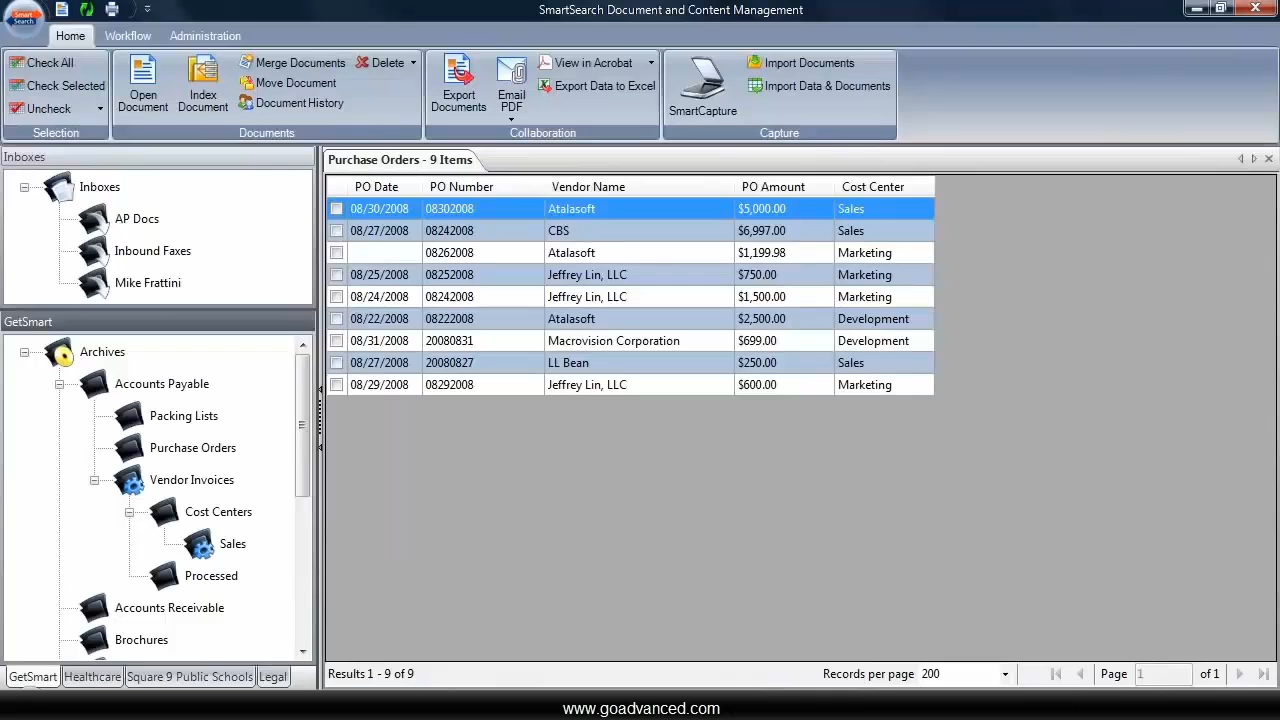 SmartSearch Document and Content Management
Smart
Search
Home Workflow Administration
Check All
Check Selected
Uncheck
Selection
Open
Document
Index
Document
Merge Documents
Move Document
Document History
Delete
Documents
Export
Documents
Email
PDF
View in Acrobat
Export Data to Excel
Collaboration
SmartCapture
Import Documents
Import Data & Documents
Capture
Inboxes
Inboxes
AP Docs
Inbound Faxes
Mike Frattini
GetSmart
Archives
Accounts Payable
Packing Lists
Purchase Orders
Vendor Invoices
Cost Centers
Sales
Processed
Accounts Receivable
Brochures
GetSmart Healthcare Square 9 Public Schools Legal
Purchase Orders - 9 Items
PO Date PO Number Vendor Name PO Amount Cost Center
08/30/2008 08302008 Atalasoft $5,000.00 Sales
08/27/2008 08242008 CBS $6,997.00 Sales
08262008 Atalasoft $1,199.98 Marketing
08/25/2008 08252008 Jeffrey Lin, LLC $750.00 Marketing
08/24/2008 08242008 Jeffrey Lin, LLC $1,500.00 Marketing
08/22/2008 08222008 Atalasoft $2,500.00 Development
08/31/2008 20080831 Macrovision Corporation $699.00 Development
08/27/2008 20080827 LL Bean $250.00 Sales
08/29/2008 08292008 Jeffrey Lin, LLC $600.00 Marketing
Results 1 - 9 of 9 Records per page 200 Page 1 of 1
www.goadvanced.com